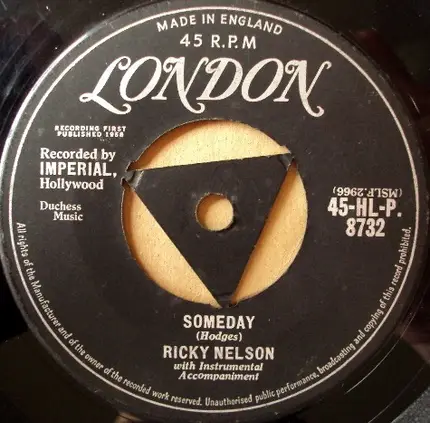 MADE IN ENGLAND
45 R.P.M
LONDON
RECORDING FIRST
PUBLISHED 1958
Recorded by
IMPERIAL,
Hollywood
Duchess
Music
(MSLP.2966)
45-HL-P.
8732
SOMEDAY
(Hodges)
RICKY NELSON
with Instrumental
Accompaniment
All rights of the Manufacturer and of the owner of the recorded work reserved. Unauthorised public performance, broadcasting and copying of this record prohibited.